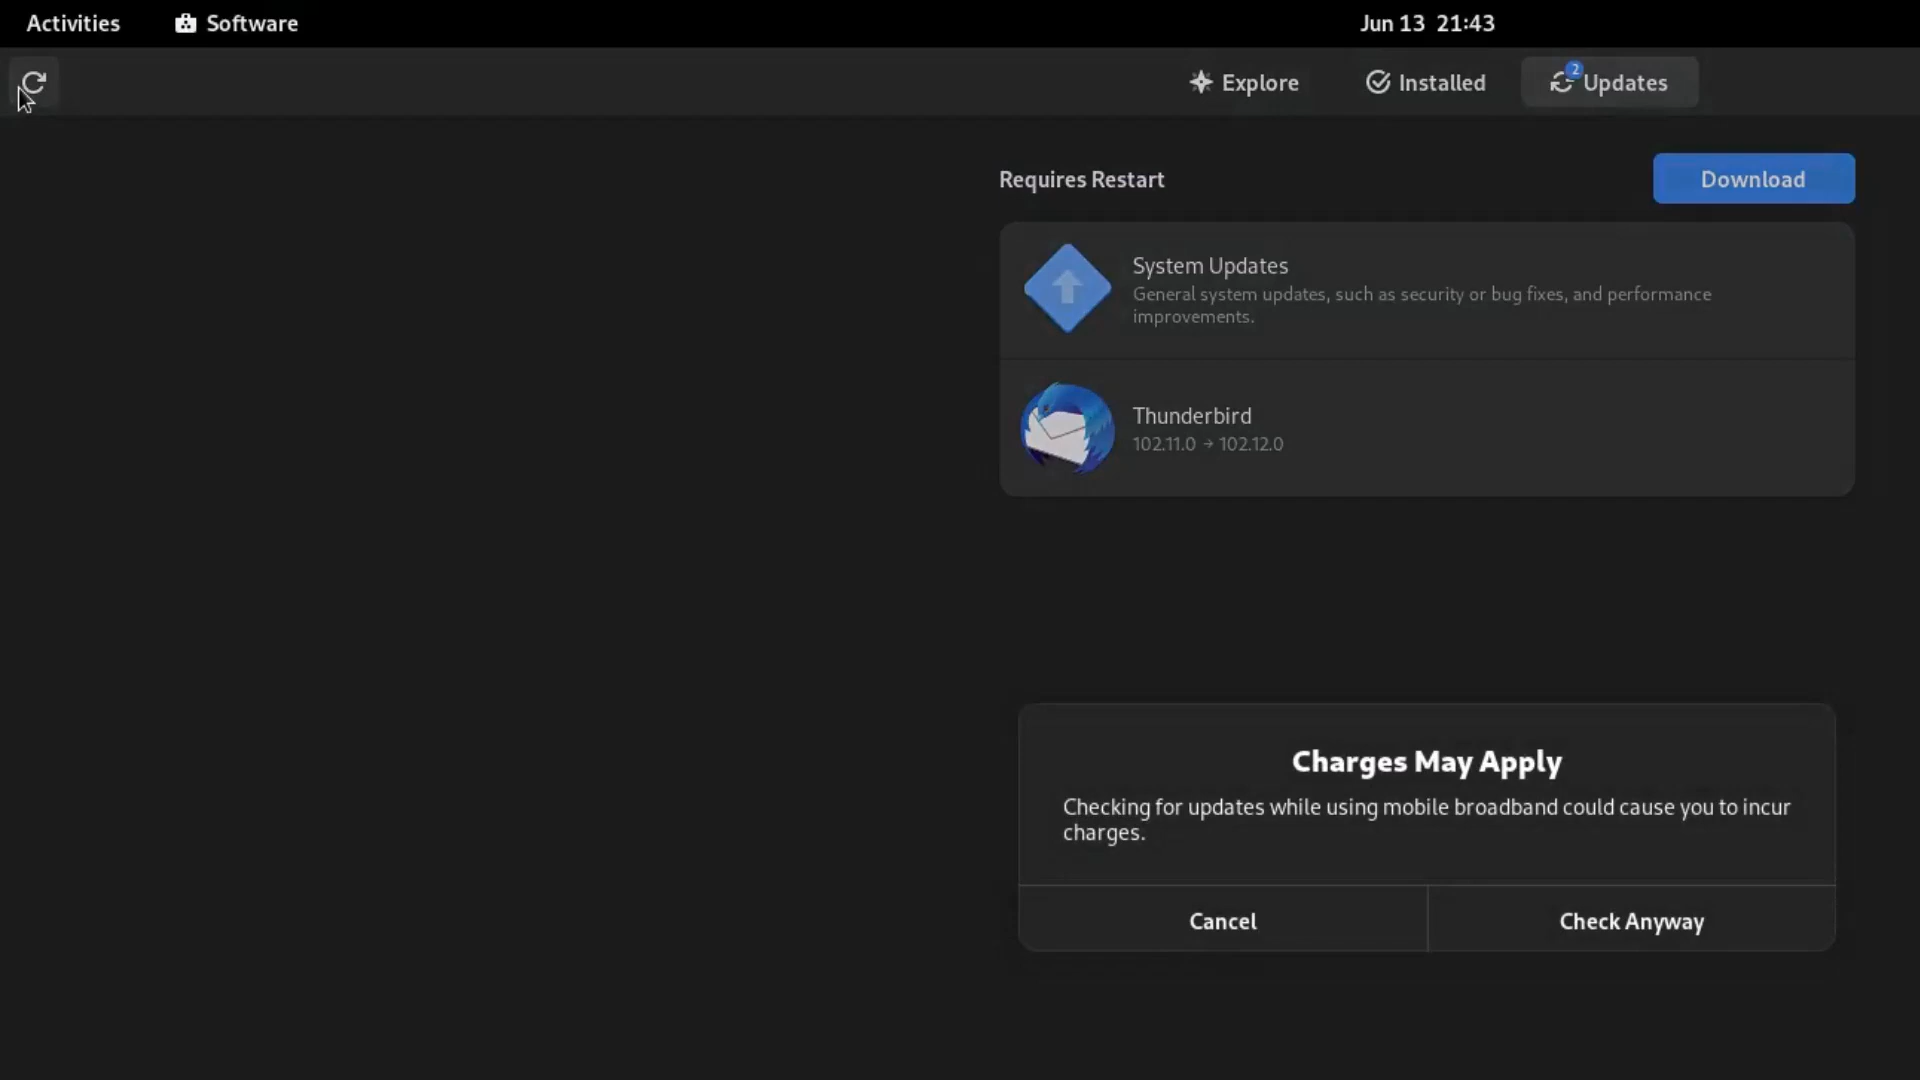 Activities
Software
Jun 13 21:43
Explore
Installed
2
Updates
Requires Restart
Download
System Updates
General system updates, such as security or bug fixes, and performance
improvements.
Thunderbird
102.11.0 → 102.12.0
Charges May Apply
Checking for updates while using mobile broadband could cause you to incur
charges.
Cancel
Check Anyway